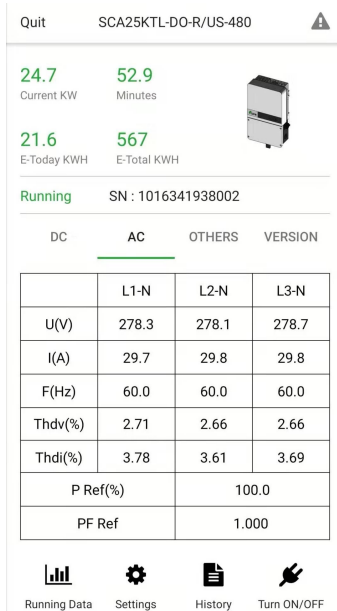 Quit SCA25KTL-DO-R/US-480
24.7 52.9
Current KW Minutes
21.6 567
E-Today KWH E-Total KWH
Running SN : 1016341938002
DC AC OTHERS VERSION
L1-N L2-N L3-N
U(V) 278.3 278.1 278.7
I(A) 29.7 29.8 29.8
F(Hz) 60.0 60.0 60.0
Thdv(%) 2.71 2.66 2.66
Thdi(%) 3.78 3.61 3.69
P Ref(%) 100.0
PF Ref 1.000
Running Data Settings History Turn ON/OFF